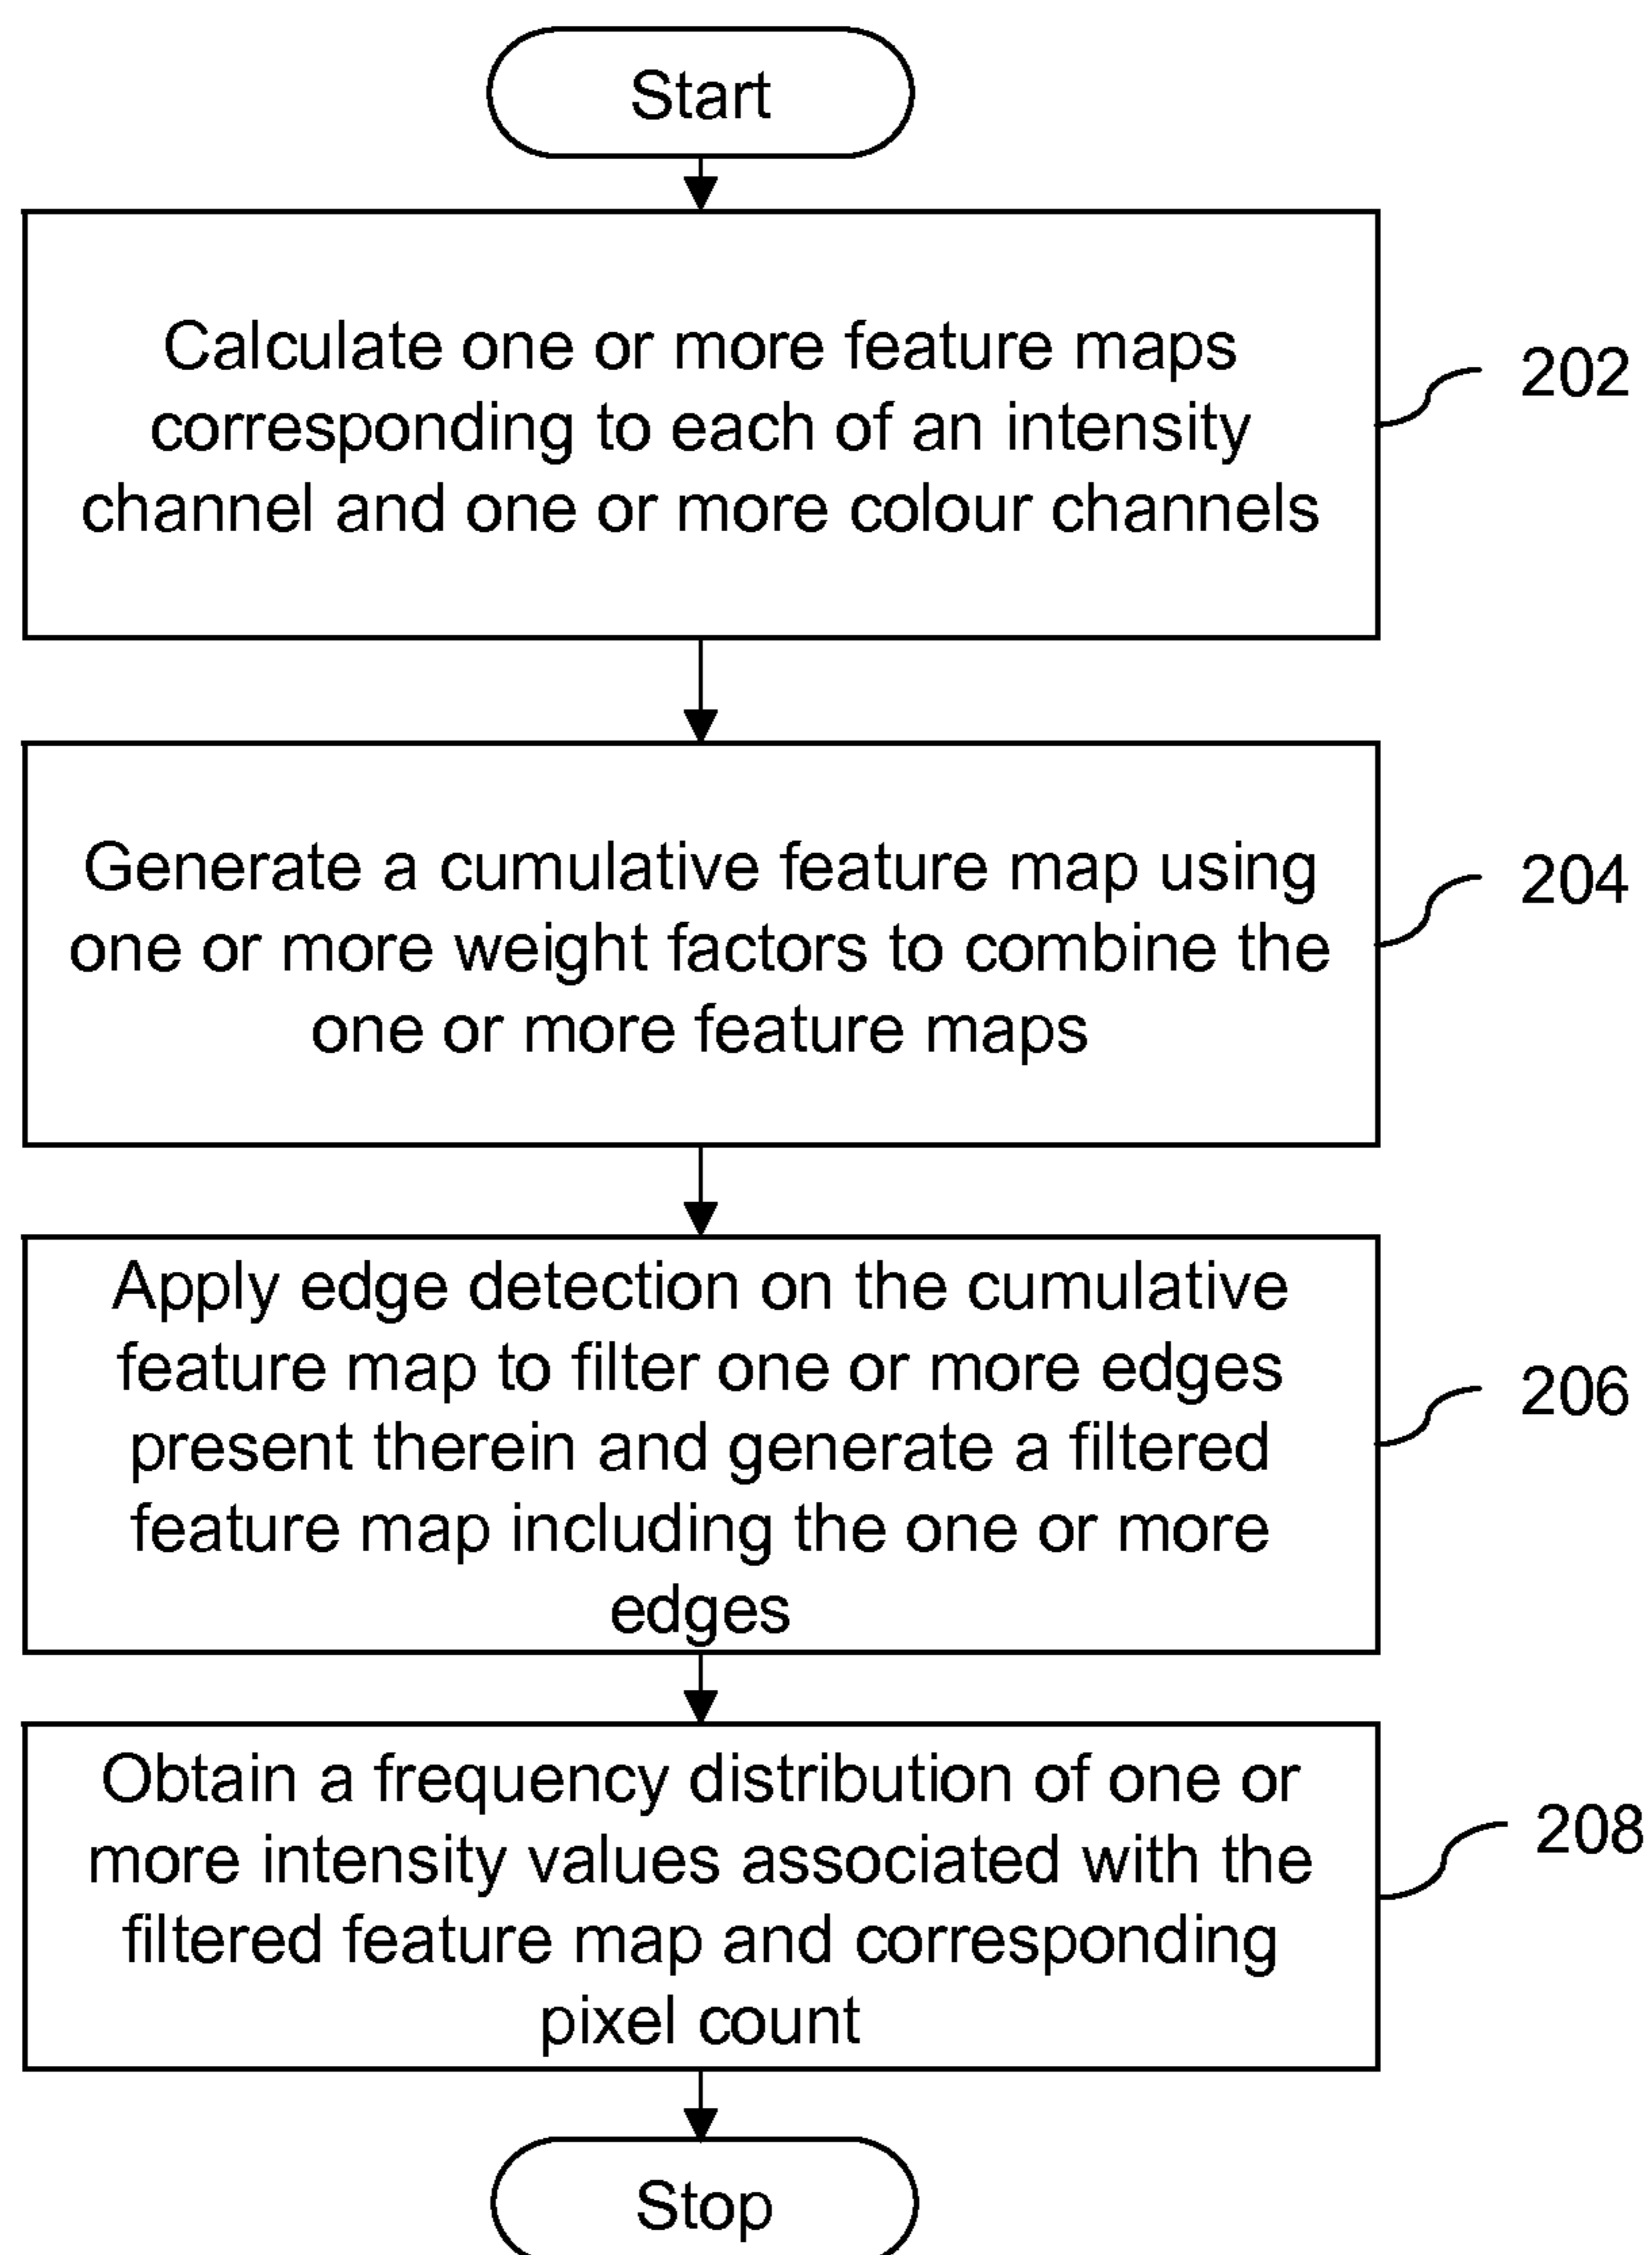 Start
Calculate one or more feature maps
corresponding to each of an intensity
channel and one or more colour channels
202
Generate a cumulative feature map using
one or more weight factors to combine the
one or more feature maps
204
Apply edge detection on the cumulative
feature map to filter one or more edges
present therein and generate a filtered
feature map including the one or more
edges
206
Obtain a frequency distribution of one or
more intensity values associated with the
filtered feature map and corresponding
pixel count
208
Stop